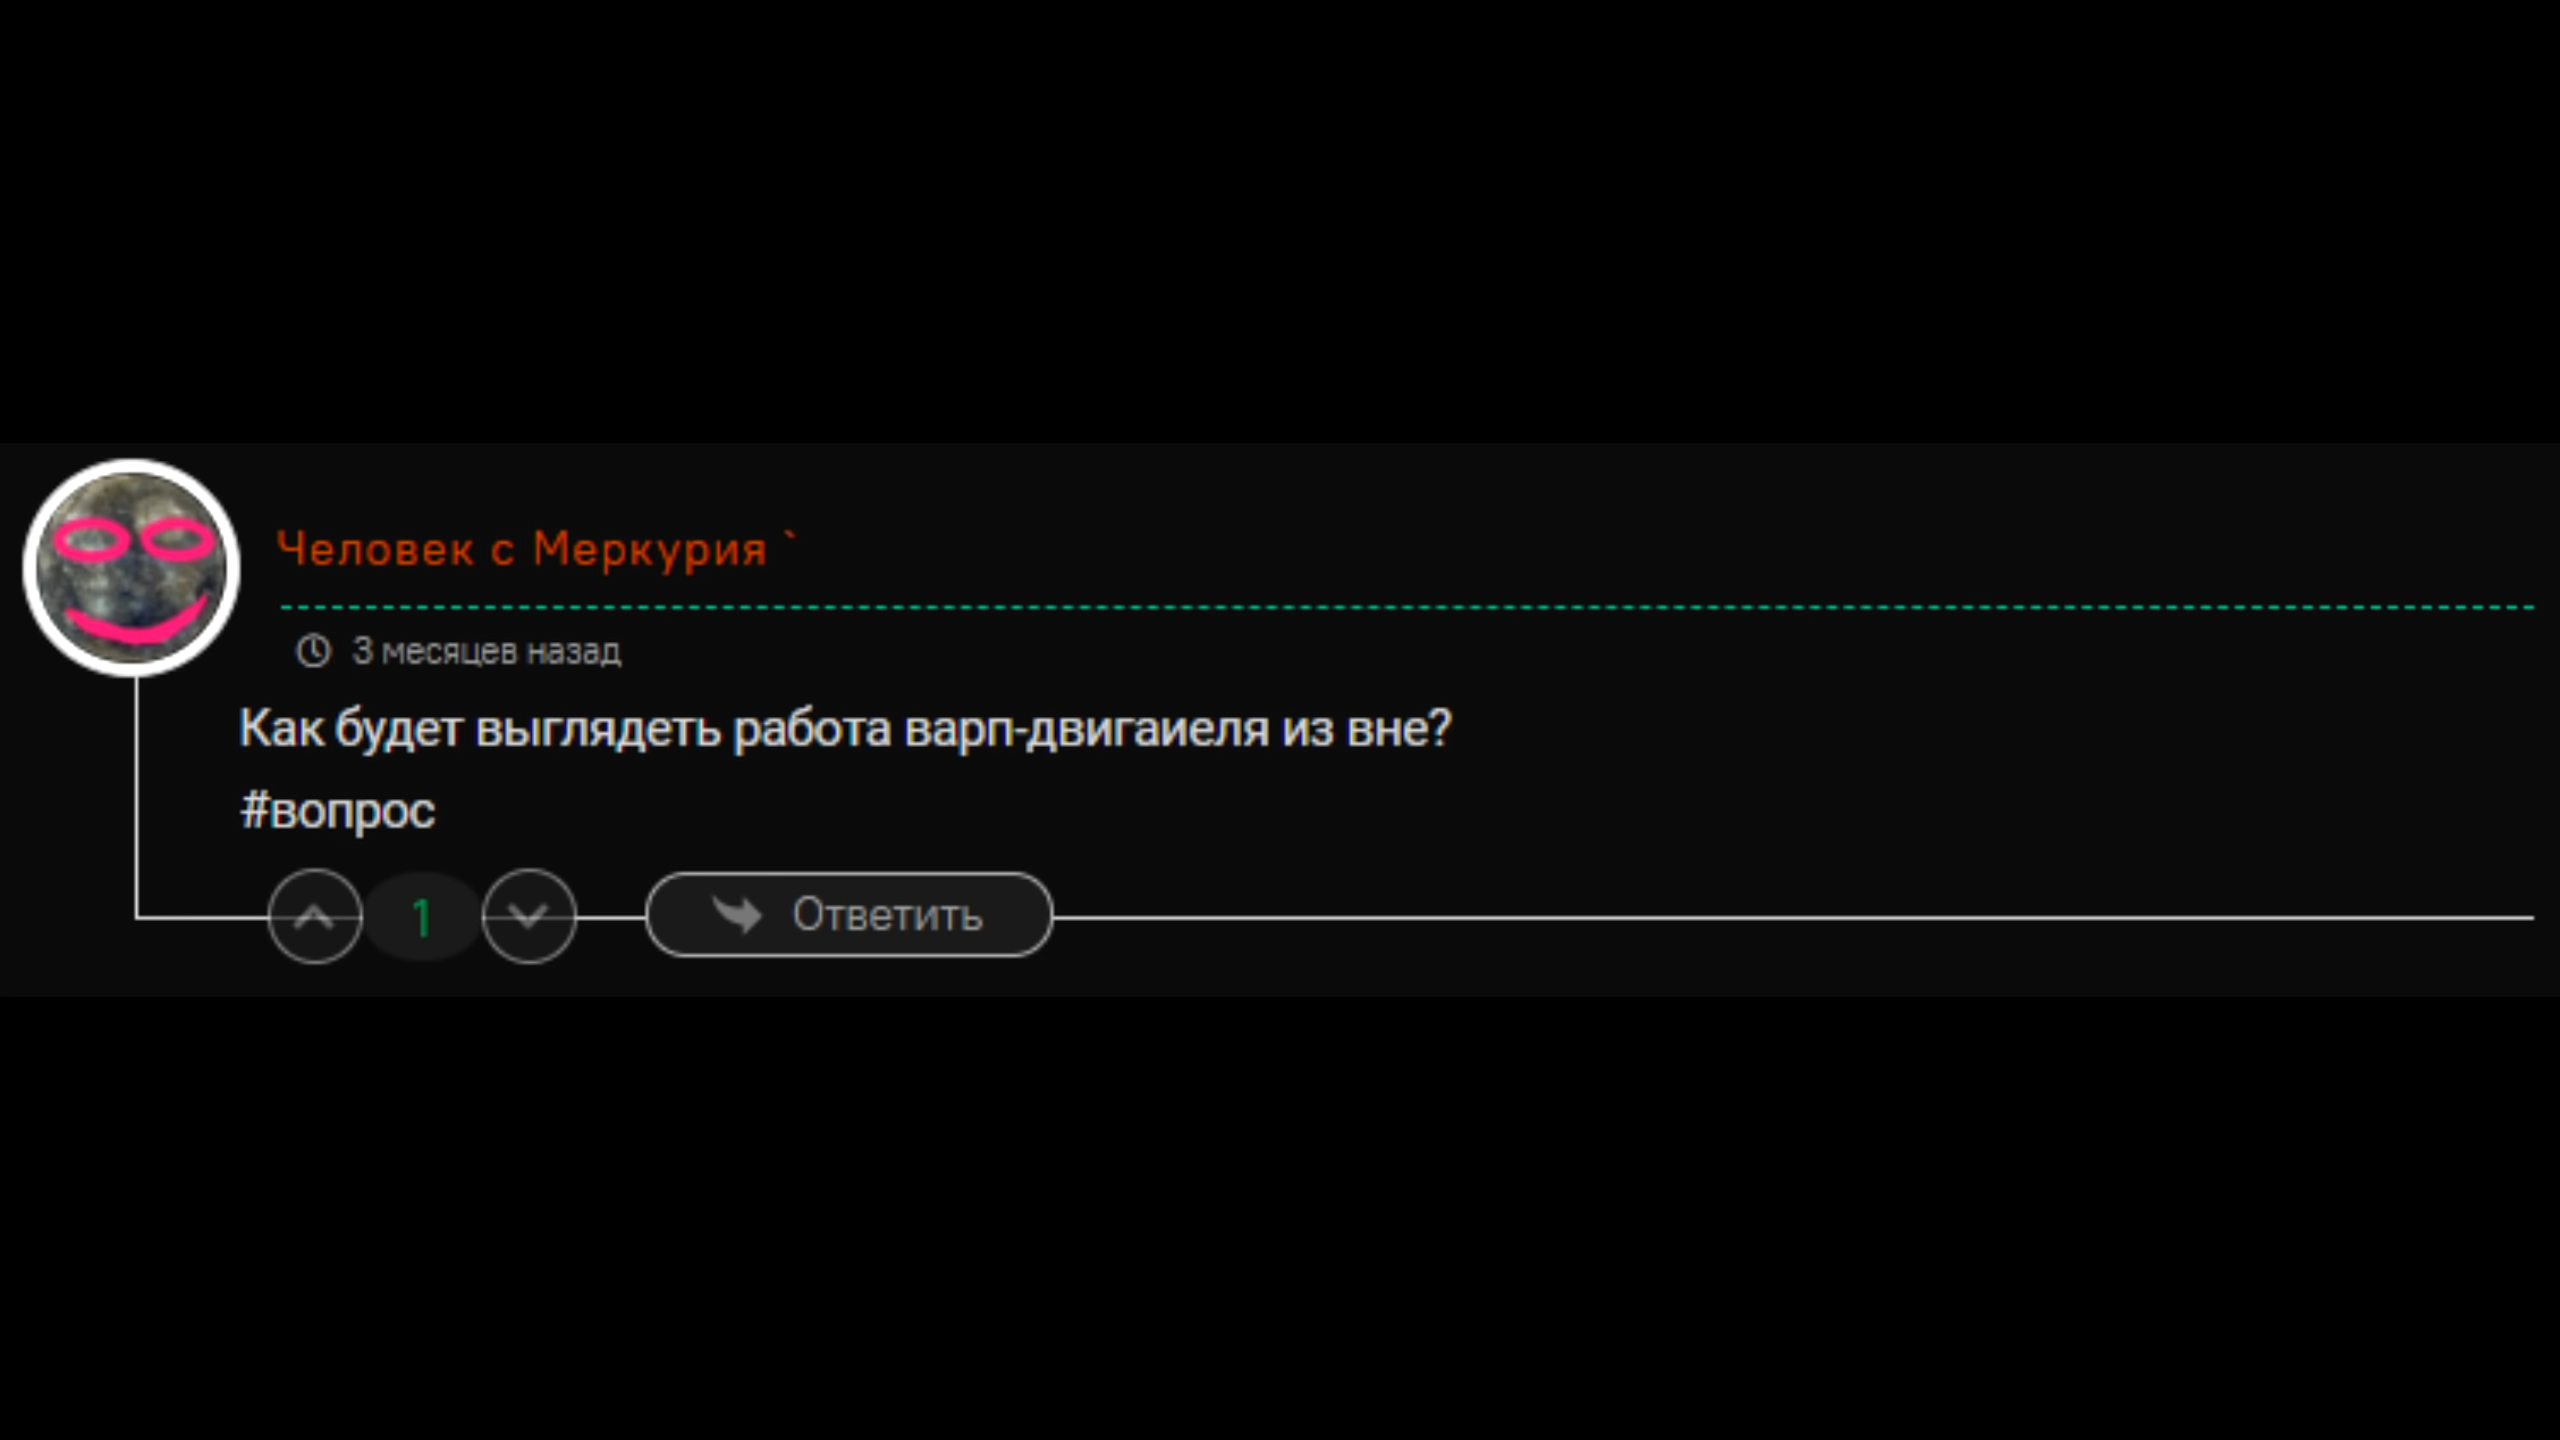 Человек с Меркурия `
3 месяцев назад
Как будет выглядеть работа варп-двигаиеля из вне?
#вопрос
1
Ответить